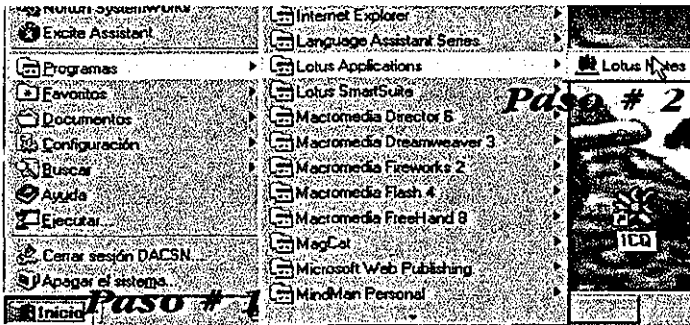 Norton SystemWorks
Excite Assistant
Programas
Favoritos
Documentos
Configuración
Buscar
Ayuda
Ejecutar...
Cerrar sesión DACSN...
Apagar el sistema...
Inicio
Paso # 1
Internet Explorer
Language Assistant Series
Lotus Applications
Lotus SmartSuite
Macromedia Director 6
Macromedia Dreamweaver 3
Macromedia Fireworks 2
Macromedia Flash 4
Macromedia FreeHand 8
MagCat
Microsoft Web Publishing
MindMan Personal
Lotus Notes
Paso # 2
ICQ